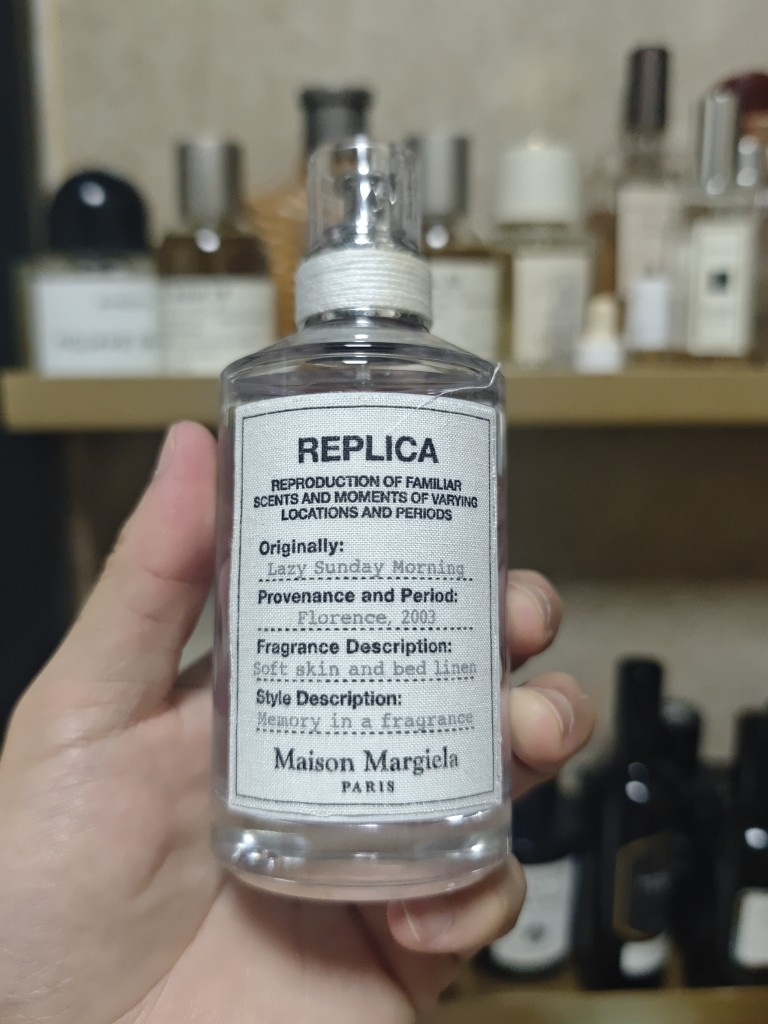 REPLICA
REPRODUCTION OF FAMILIAR
SCENTS AND MOMENTS OF VARYING
LOCATIONS AND PERIODS
Originally:
Lazy Sunday Morning
Provenance and Period:
Florence, 2003
Fragrance Description:
Soft skin and bed linen
Style Description:
Memory in a fragrance
Maison Margiela
PARIS